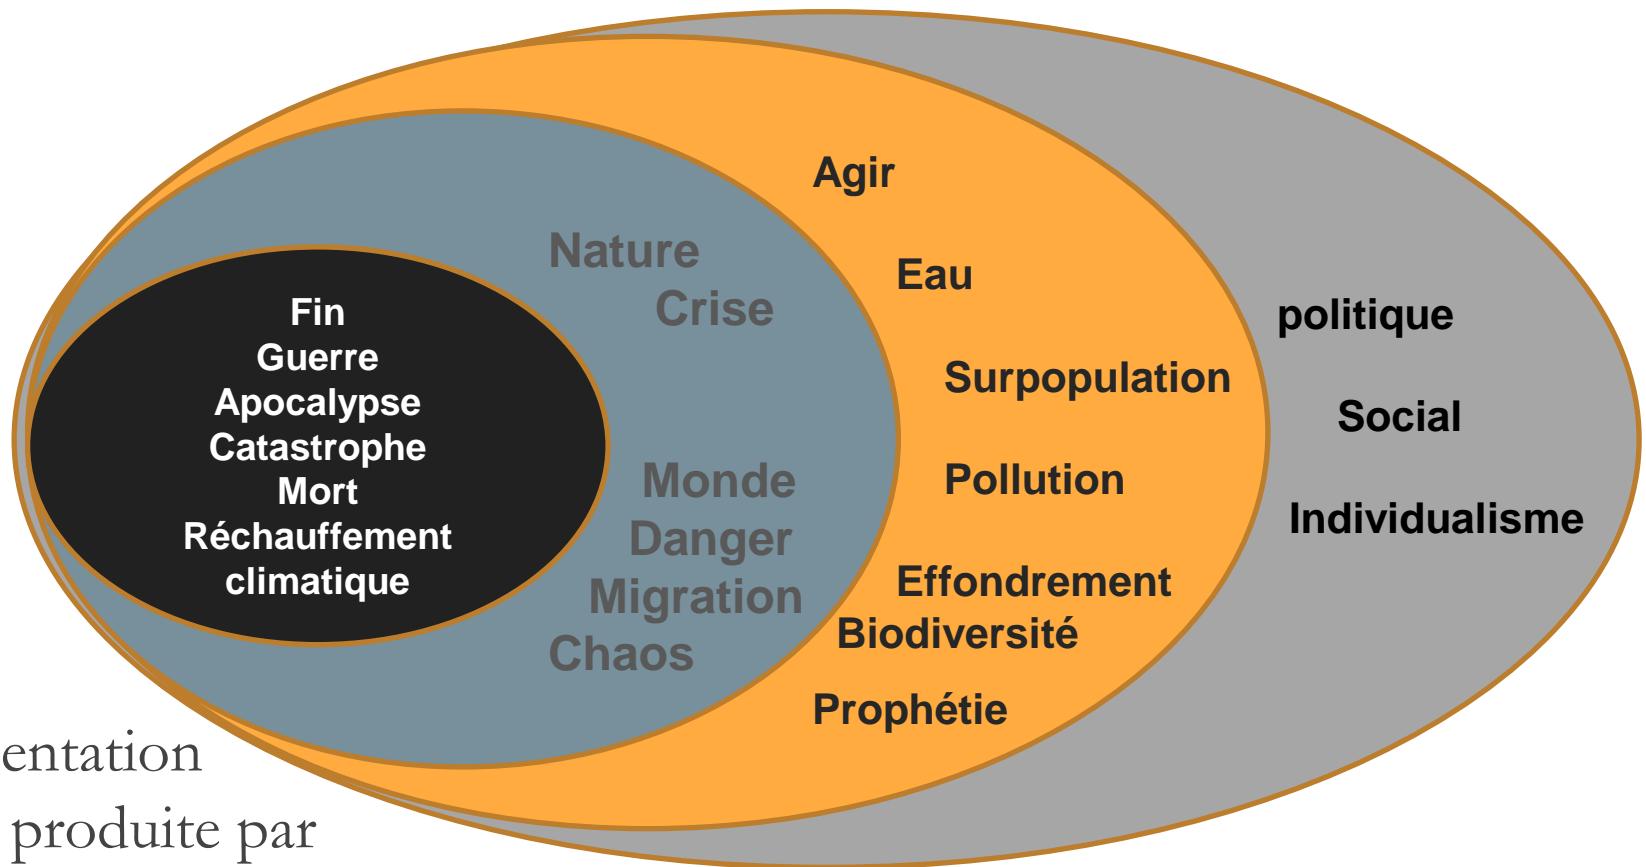 Fin
Guerre
Apocalypse
Catastrophe
Mort
Réchauffement
climatique
Nature
Crise
Monde
Danger
Migration
Chaos
Agir
Eau
Surpopulation
Pollution
Effondrement
Biodiversité
Prophétie
politique
Social
Individualisme
entation
produite par